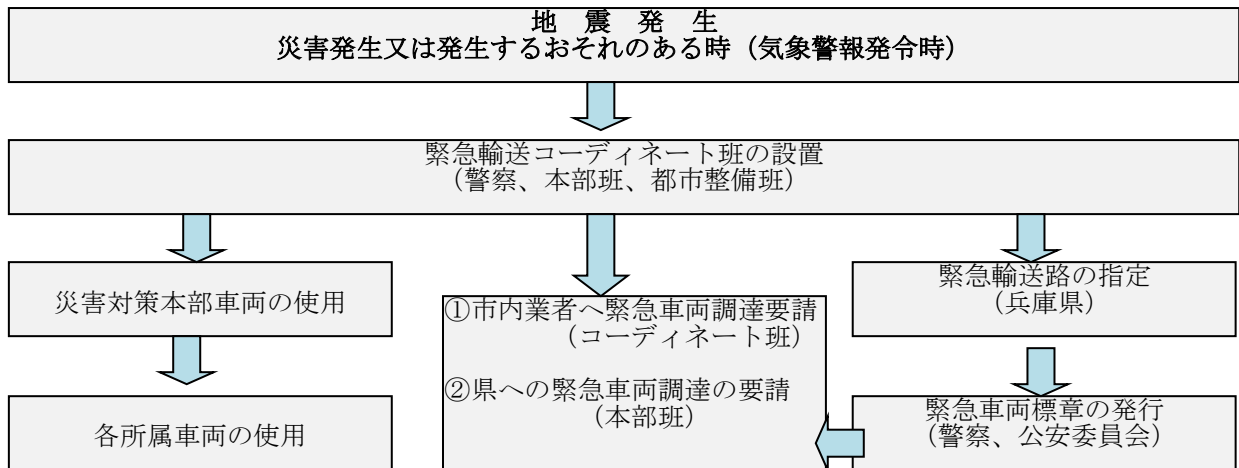 地　震　発　生
災害発生又は発生するおそれのある時（気象警報発令時）
緊急輸送コーディネート班の設置
（警察、本部班、都市整備班）
災害対策本部車両の使用
各所属車両の使用
①市内業者へ緊急車両調達要請
（コーディネート班）
②県への緊急車両調達の要請
（本部班）
緊急輸送路の指定
（兵庫県）
緊急車両標章の発行
（警察、公安委員会）